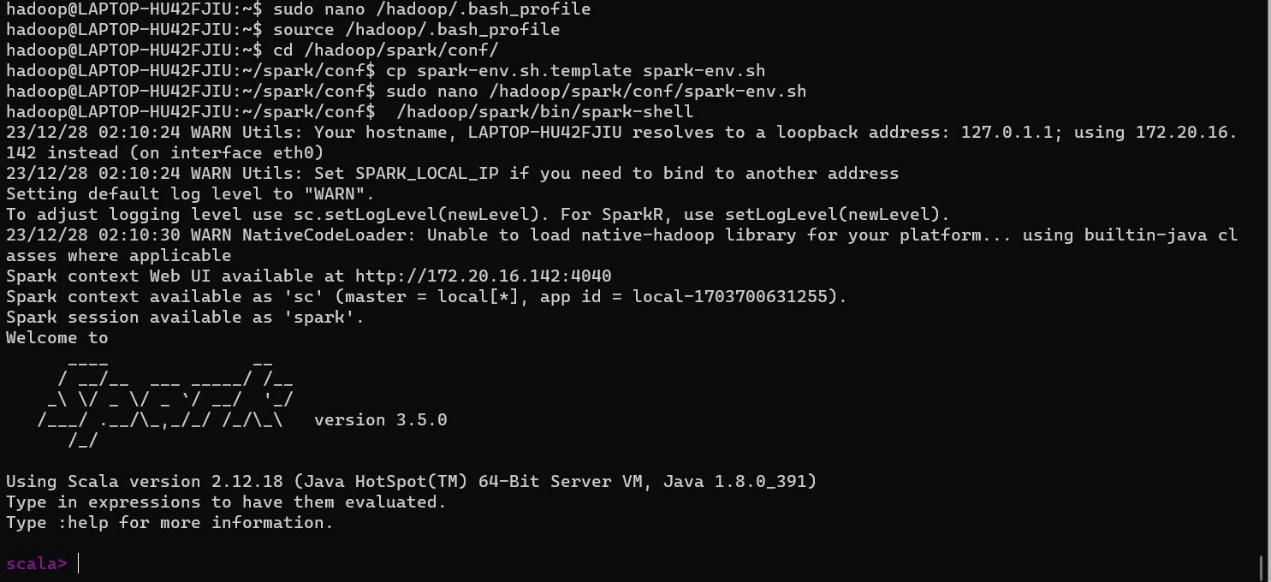 hadoop@LAPTOP-HU42FJIU:~$ sudo nano /hadoop/.bash_profile
hadoop@LAPTOP-HU42FJIU:~$ source /hadoop/.bash_profile
hadoop@LAPTOP-HU42FJIU:~$ cd /hadoop/spark/conf/
hadoop@LAPTOP-HU42FJIU:~/spark/conf$ cp spark-env.sh.template spark-env.sh
hadoop@LAPTOP-HU42FJIU:~/spark/conf$ sudo nano /hadoop/spark/conf/spark-env.sh
hadoop@LAPTOP-HU42FJIU:~/spark/conf$  /hadoop/spark/bin/spark-shell
23/12/28 02:10:24 WARN Utils: Your hostname, LAPTOP-HU42FJIU resolves to a loopback address: 127.0.1.1; using 172.20.16.
142 instead (on interface eth0)
23/12/28 02:10:24 WARN Utils: Set SPARK_LOCAL_IP if you need to bind to another address
Setting default log level to "WARN".
To adjust logging level use sc.setLogLevel(newLevel). For SparkR, use setLogLevel(newLevel).
23/12/28 02:10:30 WARN NativeCodeLoader: Unable to load native-hadoop library for your platform... using builtin-java cl
asses where applicable
Spark context Web UI available at http://172.20.16.142:4040
Spark context available as 'sc' (master = local[*], app id = local-1703700631255).
Spark session available as 'spark'.
Welcome to
      ____              __
     / __/__  ___ _____/ /__
    _\ \/ _ \/ _ `/ __/  '_/
   /___/ .__/\_,_/_/ /_/\_\   version 3.5.0
      /_/
Using Scala version 2.12.18 (Java HotSpot(TM) 64-Bit Server VM, Java 1.8.0_391)
Type in expressions to have them evaluated.
Type :help for more information.
scala>